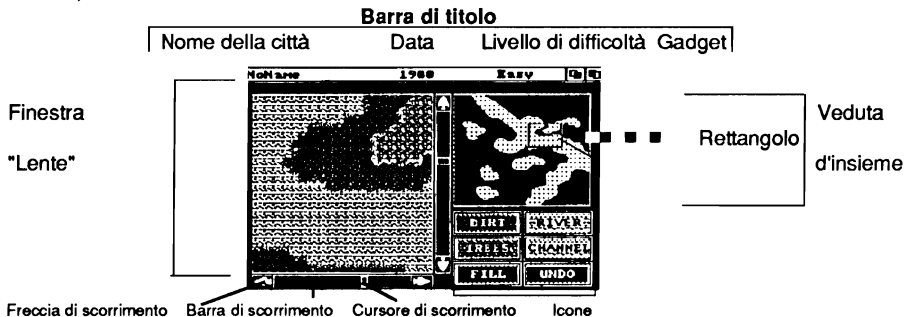 Barra di titolo
Nome della città Data Livello di difficoltà Gadget
NoName 1900 Easy
Finestra
"Lente"
Rettangolo
Veduta
d'insieme
DIRT RIVER
TREES CHANNEL
FILL UNDO
Freccia di scorrimento Barra di scorrimento Cursore di scorrimento Icone